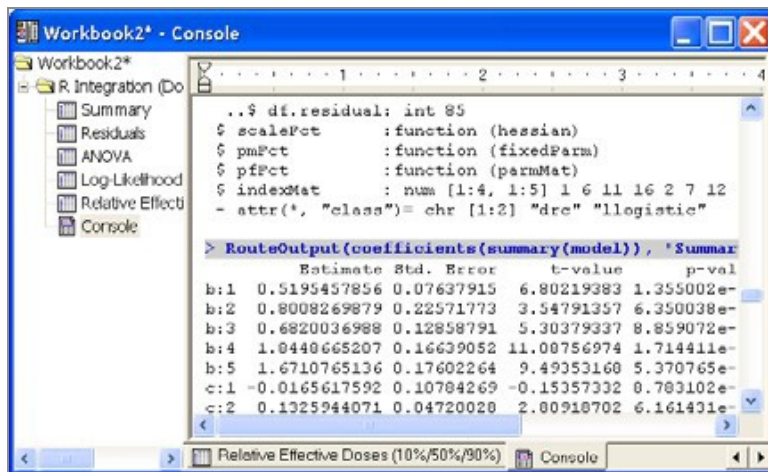 Workbook2* - Console
Workbook2*
R Integration (Do
Summary
Residuals
ANOVA
Log-Likelihood
Relative Effecti
Console
1 2 3 4
..$ df.residual: int 85
$ scaleFct :function (hessian)
$ pmFct :function (fixedParm)
$ pfFct :function (parmMat)
$ indexMat : num [1:4, 1:5] 1 6 11 16 2 7 12
- attr(*, "class")= chr [1:2] "drc" "llogistic"
> RouteOutput(coefficients(summary(model)), 'Summar
Estimate Std. Error t-value p-val
b:1 0.5195457856 0.07637915 6.80219383 1.355002e-
b:2 0.8008269879 0.22571773 3.54791357 6.350038e-
b:3 0.6820036988 0.12858791 5.30379337 8.859072e-
b:4 1.8448665207 0.16639052 11.08756974 1.714411e-
b:5 1.6710765136 0.17602264 9.49353160 5.370765e-
c:1 -0.0165617592 0.10784269 -0.15357332 8.783102e-
c:2 0.1325944071 0.04720028 2.80918702 6.161431e-
Relative Effective Doses (10%/50%/90%) Console